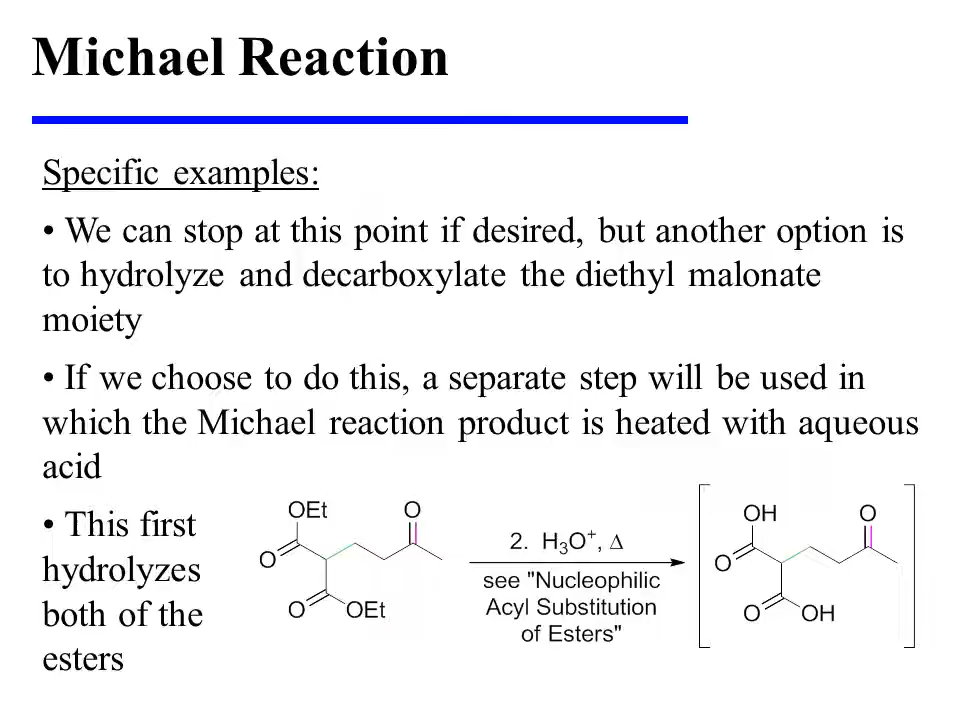 Michael Reaction
Specific examples:
• We can stop at this point if desired, but another option is
to hydrolyze and decarboxylate the diethyl malonate
moiety
• If we choose to do this, a separate step will be used in
which the Michael reaction product is heated with aqueous
acid
• This first
hydrolyzes
both of the
esters
OEt
O
O
O
OEt
2. H₃O⁺, Δ
see "Nucleophilic
Acyl Substitution
of Esters"
OH
O
O
O
OH